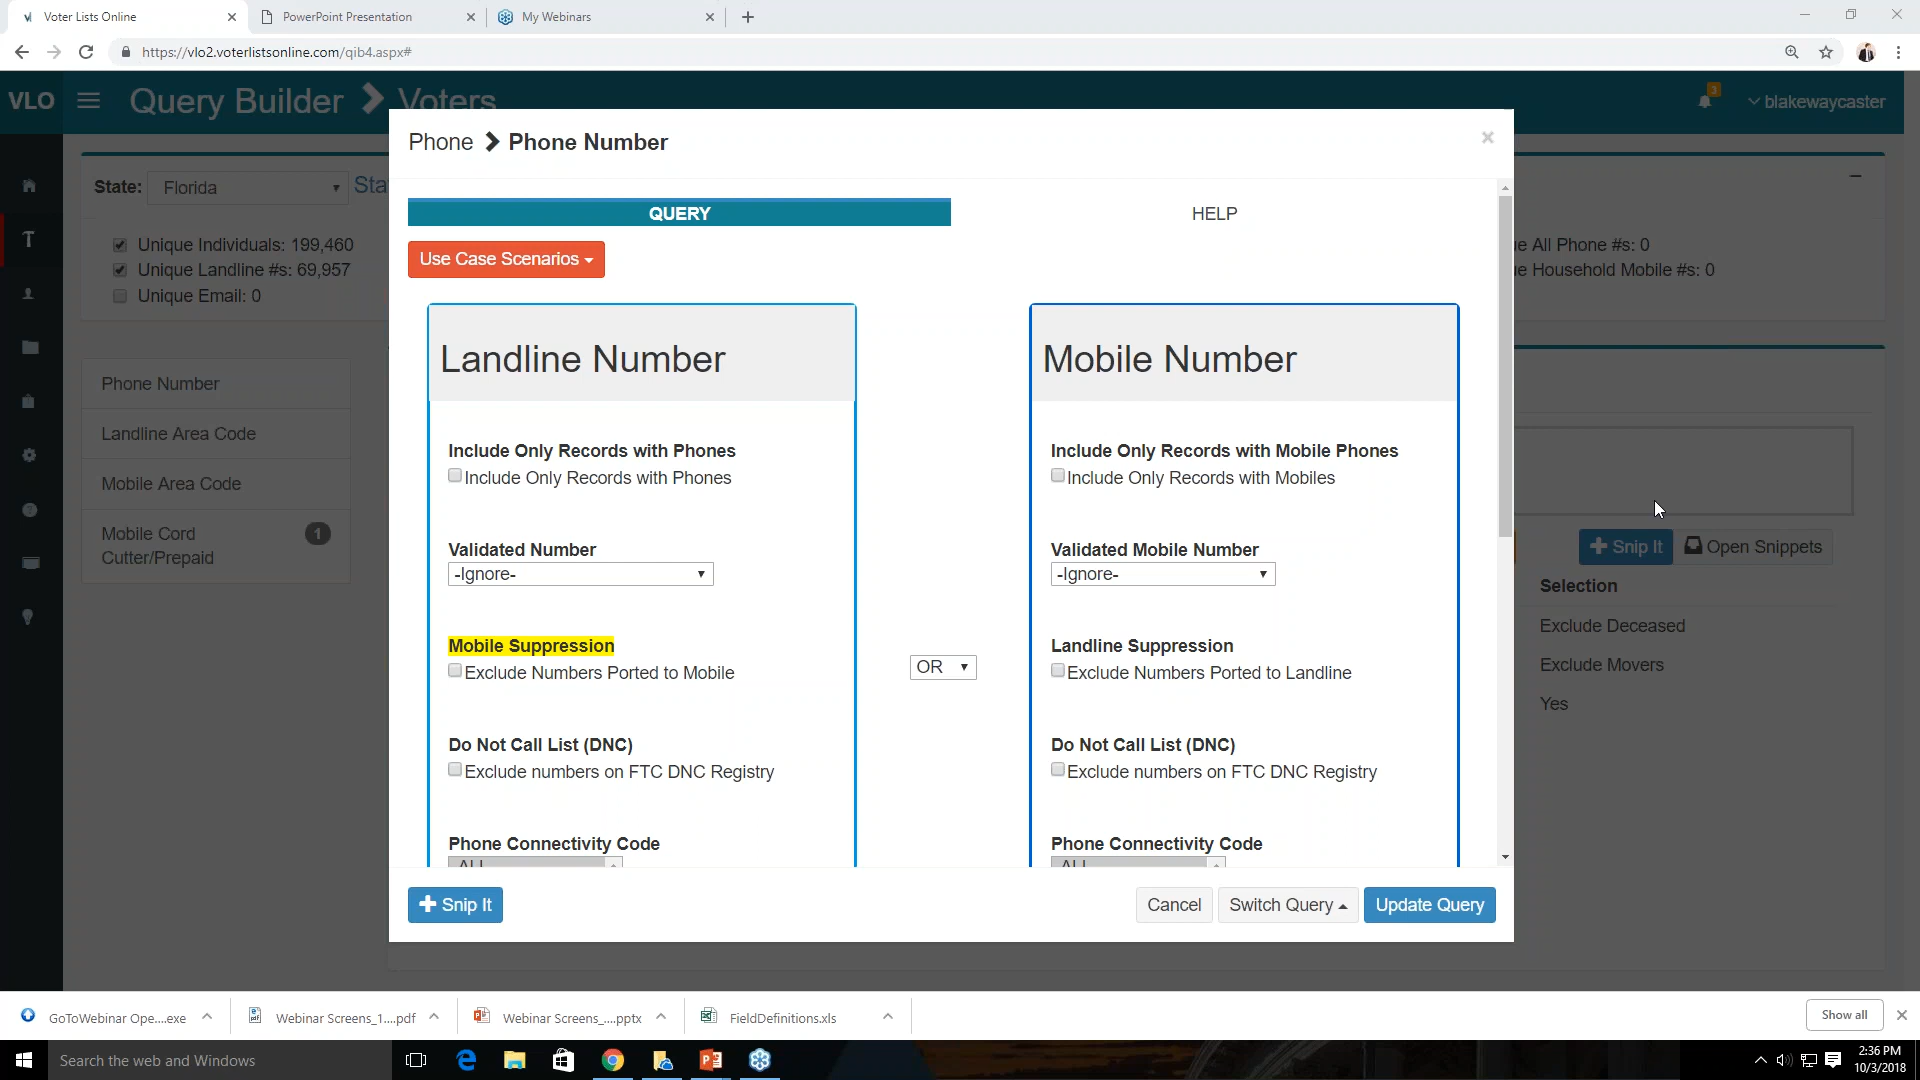 Voter Lists Online
PowerPoint Presentation
My Webinars
https://vlo2.voterlistsonline.com/qib4.aspx#
VLO
Query Builder
Voters
3
blakewaycaster
State:
Florida
Sta
Unique Individuals: 199,460
Unique Landline #s: 69,957
Unique Email: 0
ue All Phone #s: 0
ue Household Mobile #s: 0
Phone Number
Landline Area Code
Mobile Area Code
Mobile Cord
Cutter/Prepaid
1
Phone
Phone Number
QUERY
HELP
Use Case Scenarios
Landline Number
Include Only Records with Phones
Include Only Records with Phones
Validated Number
-Ignore-
Mobile Suppression
Exclude Numbers Ported to Mobile
Do Not Call List (DNC)
Exclude numbers on FTC DNC Registry
Phone Connectivity Code
ALL
OR
Mobile Number
Include Only Records with Mobile Phones
Include Only Records with Mobiles
Validated Mobile Number
-Ignore-
Landline Suppression
Exclude Numbers Ported to Landline
Do Not Call List (DNC)
Exclude numbers on FTC DNC Registry
Phone Connectivity Code
ALL
Snip It
Cancel
Switch Query
Update Query
Snip It
Open Snippets
Selection
Exclude Deceased
Exclude Movers
Yes
GoToWebinar Ope....exe
Webinar Screens_1....pdf
Webinar Screens_....pptx
FieldDefinitions.xls
Show all
Search the web and Windows
2:36 PM
10/3/2018